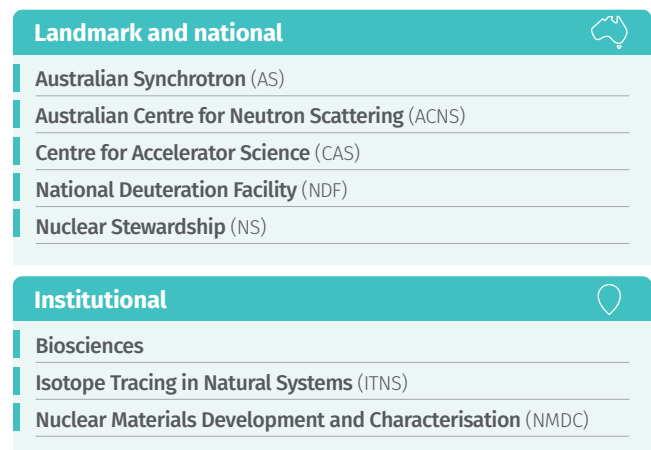 Landmark and national
Australian Synchrotron (AS)
Australian Centre for Neutron Scattering (ACNS)
Centre for Accelerator Science (CAS)
National Deuteration Facility (NDF)
Nuclear Stewardship (NS)
Institutional
Biosciences
Isotope Tracing in Natural Systems (ITNS)
Nuclear Materials Development and Characterisation (NMDC)